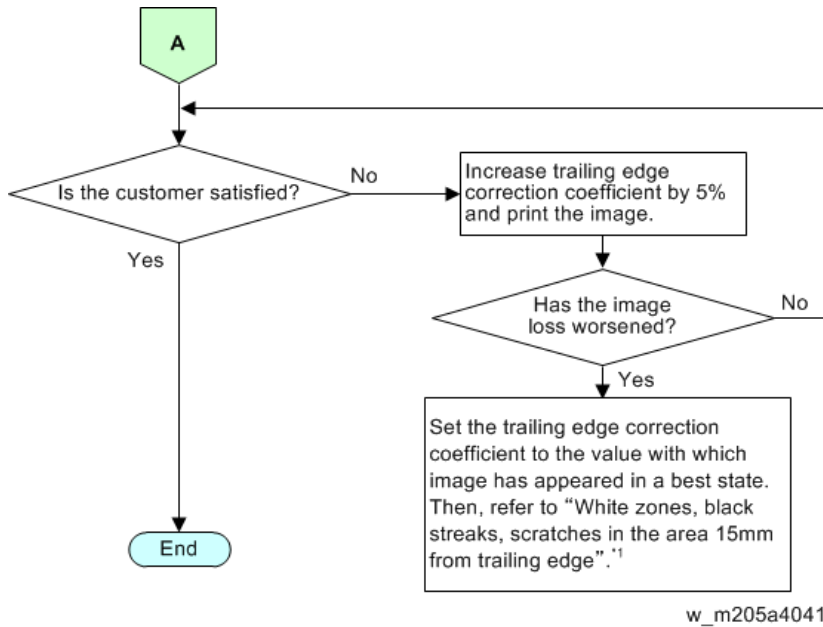 A
Is the customer satisfied?
No
Increase trailing edge
correction coefficient by 5%
and print the image.
Yes
Has the image
loss worsened?
No
Yes
Set the trailing edge correction
coefficient to the value with which
image has appeared in a best state.
Then, refer to “White zones, black
streaks, scratches in the area 15mm
from trailing edge”.*1
End
w_m205a4041